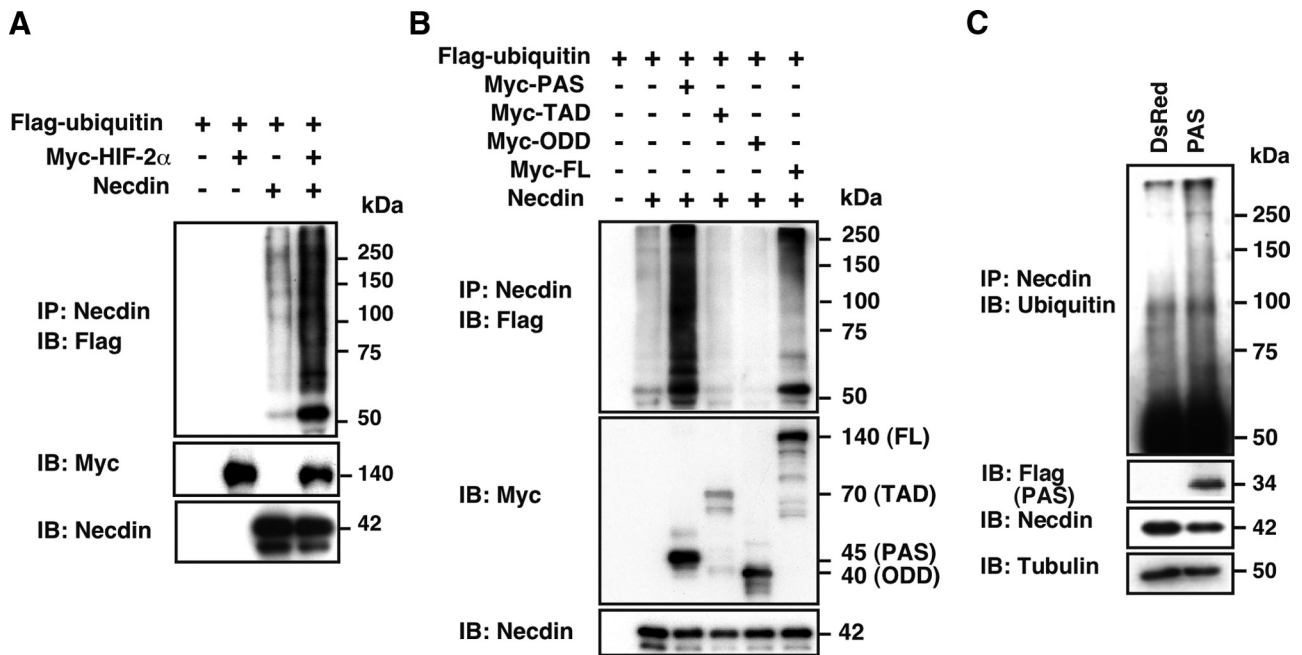 A
Flag-ubiquitin + + + +
Myc-HIF-2α - + - +
Necdin - - + +
kDa
IP: Necdin
IB: Flag
250
150
100
75
50
IB: Myc
140
IB: Necdin
42
B
Flag-ubiquitin + + + + + +
Myc-PAS - - + - - -
Myc-TAD - - - + - -
Myc-ODD - - - - + -
Myc-FL - - - - - +
Necdin - + + + + +
kDa
IP: Necdin
IB: Flag
250
150
100
75
50
IB: Myc
140 (FL)
70 (TAD)
45 (PAS)
40 (ODD)
IB: Necdin
42
C
DsRed
PAS
kDa
IP: Necdin
IB: Ubiquitin
250
150
100
75
50
IB: Flag
(PAS)
34
IB: Necdin
42
IB: Tubulin
50